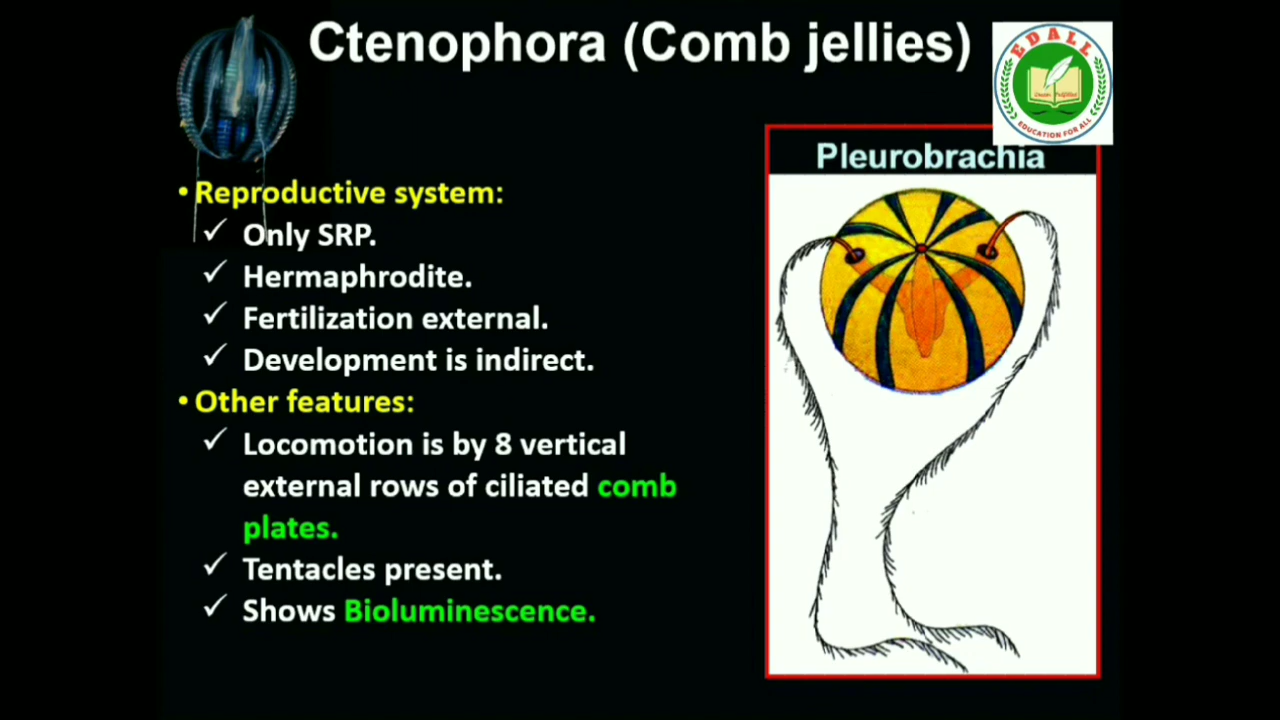 Ctenophora (Comb jellies)
EDALL
EDUCATION FOR ALL
Pleurobrachia
• Reproductive system:
✓ Only SRP.
✓ Hermaphrodite.
✓ Fertilization external.
✓ Development is indirect.
• Other features:
✓ Locomotion is by 8 vertical
external rows of ciliated comb
plates.
✓ Tentacles present.
✓ Shows Bioluminescence.